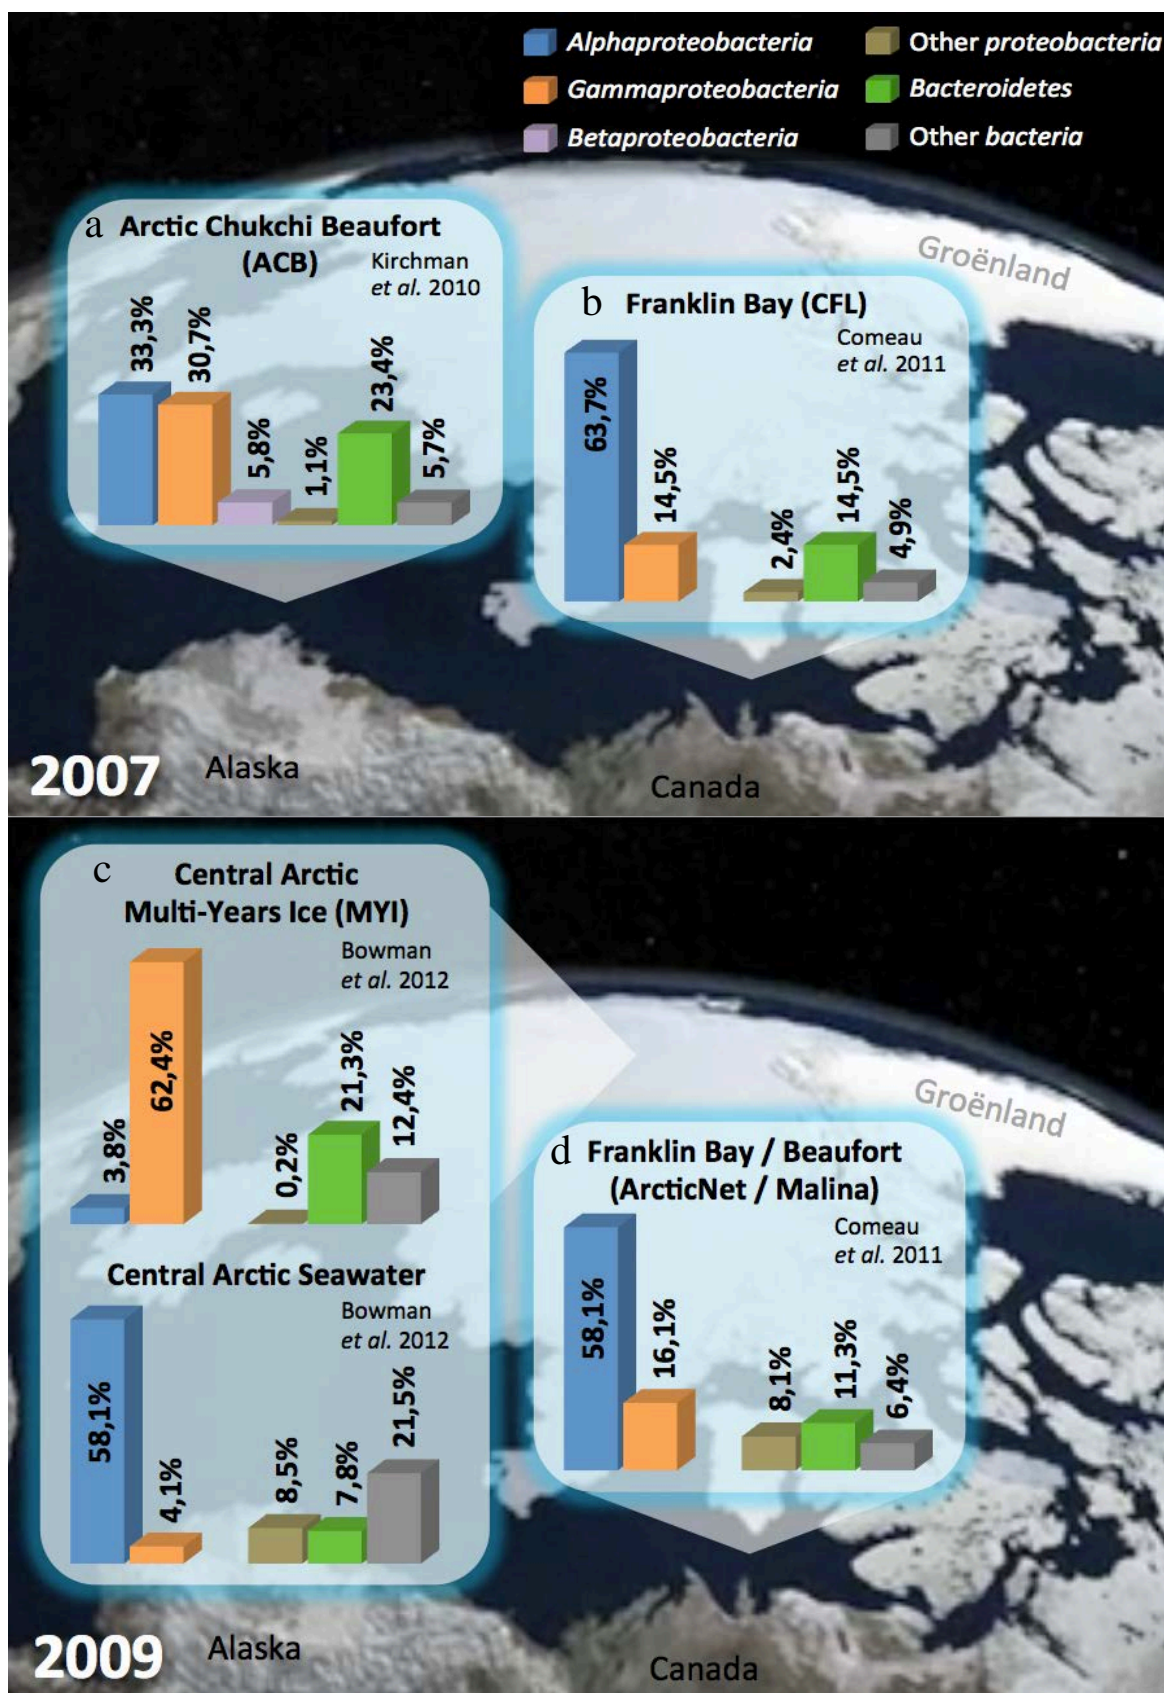 Alphaproteobacteria
Other proteobacteria
Gammaproteobacteria
Bacteroidetes
Betaproteobacteria
Other bacteria
a Arctic Chukchi Beaufort
(ACB)
Kirchman
et al. 2010
33,3%
30,7%
5,8%
1,1%
23,4%
5,7%
Groënland
b Franklin Bay (CFL)
Comeau
et al. 2011
63,7%
14,5%
2,4%
14,5%
4,9%
2007
Alaska
Canada
c Central Arctic
Multi-Years Ice (MYI)
Bowman
et al. 2012
3,8%
62,4%
0,2%
21,3%
12,4%
Central Arctic Seawater
Bowman
et al. 2012
58,1%
4,1%
8,5%
7,8%
21,5%
Groënland
d Franklin Bay / Beaufort
(ArcticNet / Malina)
Comeau
et al. 2011
58,1%
16,1%
8,1%
11,3%
6,4%
2009
Alaska
Canada